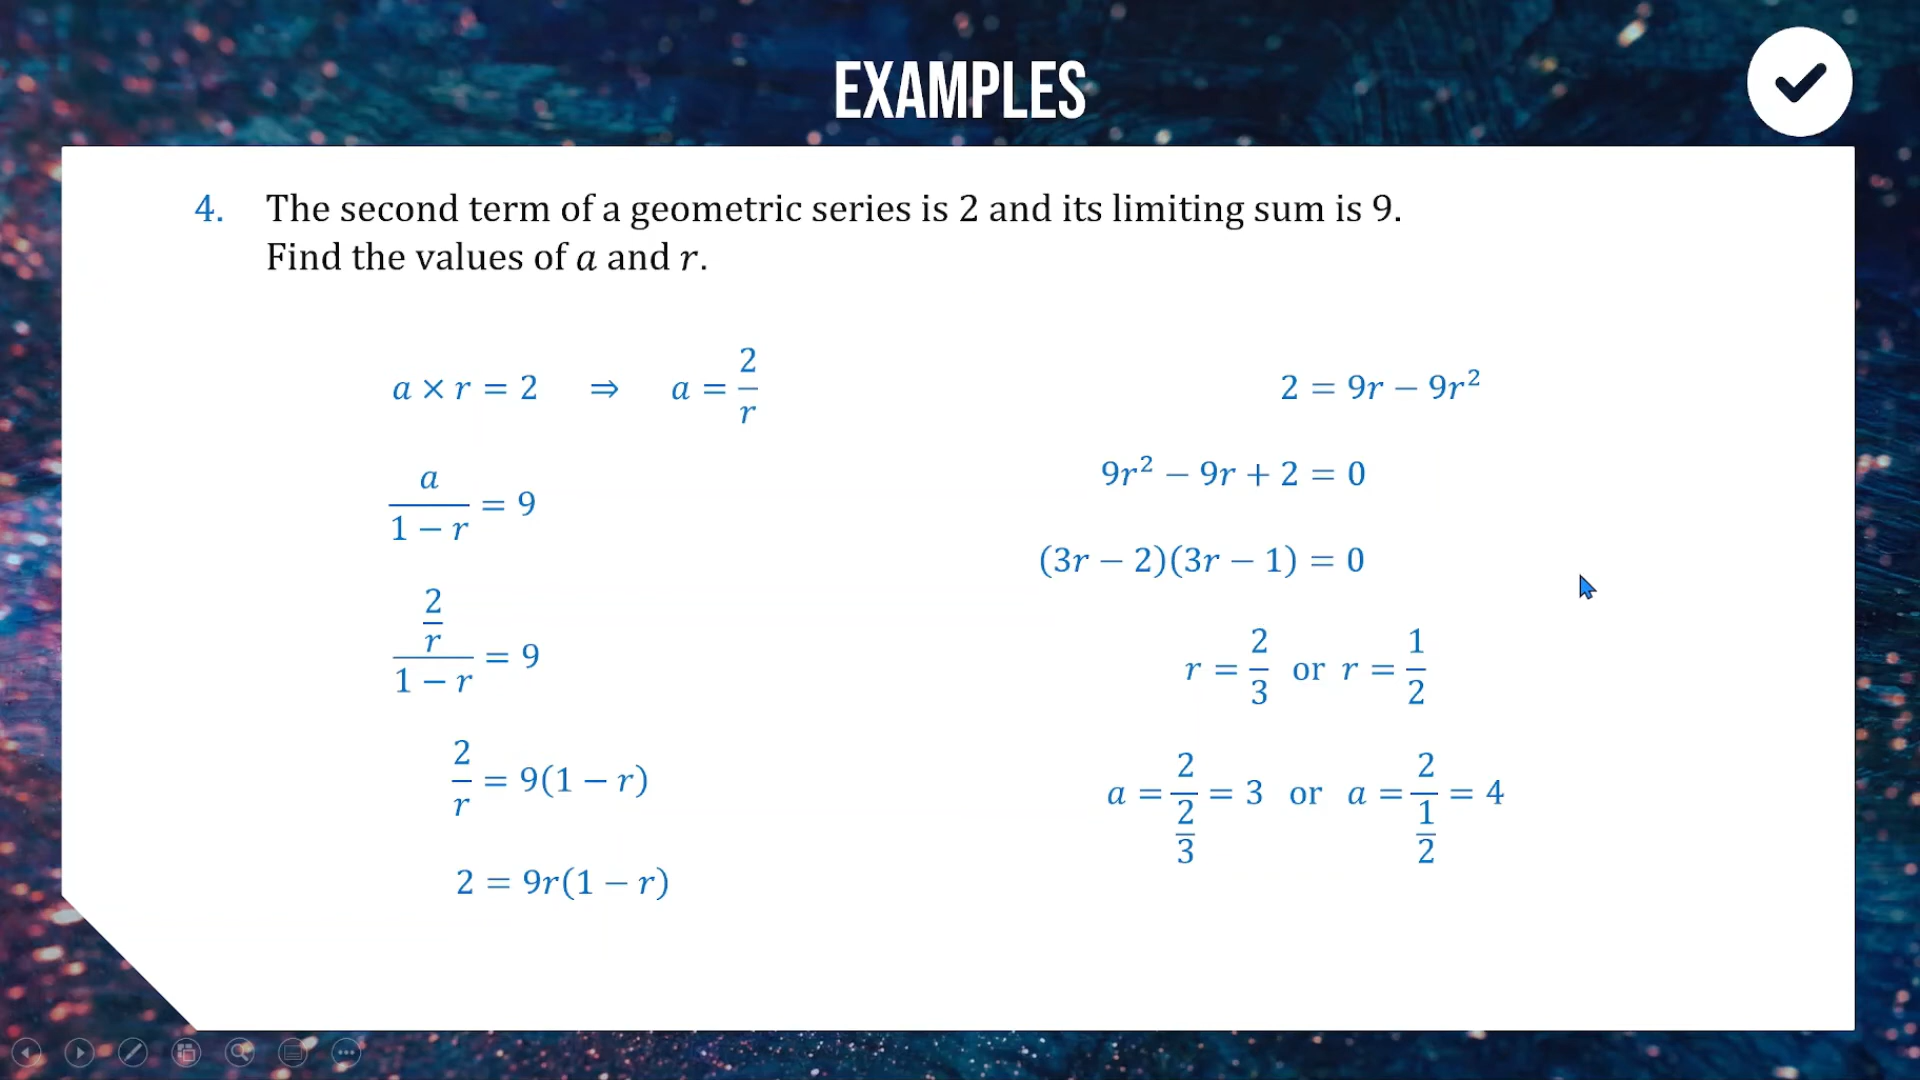 EXAMPLES
4. The second term of a geometric series is 2 and its limiting sum is 9.
Find the values of a and r.
a × r = 2 ⇒ a = 2/r
a/(1 − r) = 9
(2/r)/(1 − r) = 9
2/r = 9(1 − r)
2 = 9r(1 − r)
2 = 9r − 9r²
9r² − 9r + 2 = 0
(3r − 2)(3r − 1) = 0
r = 2/3 or r = 1/2
a = 2/(2/3) = 3 or a = 2/(1/2) = 4